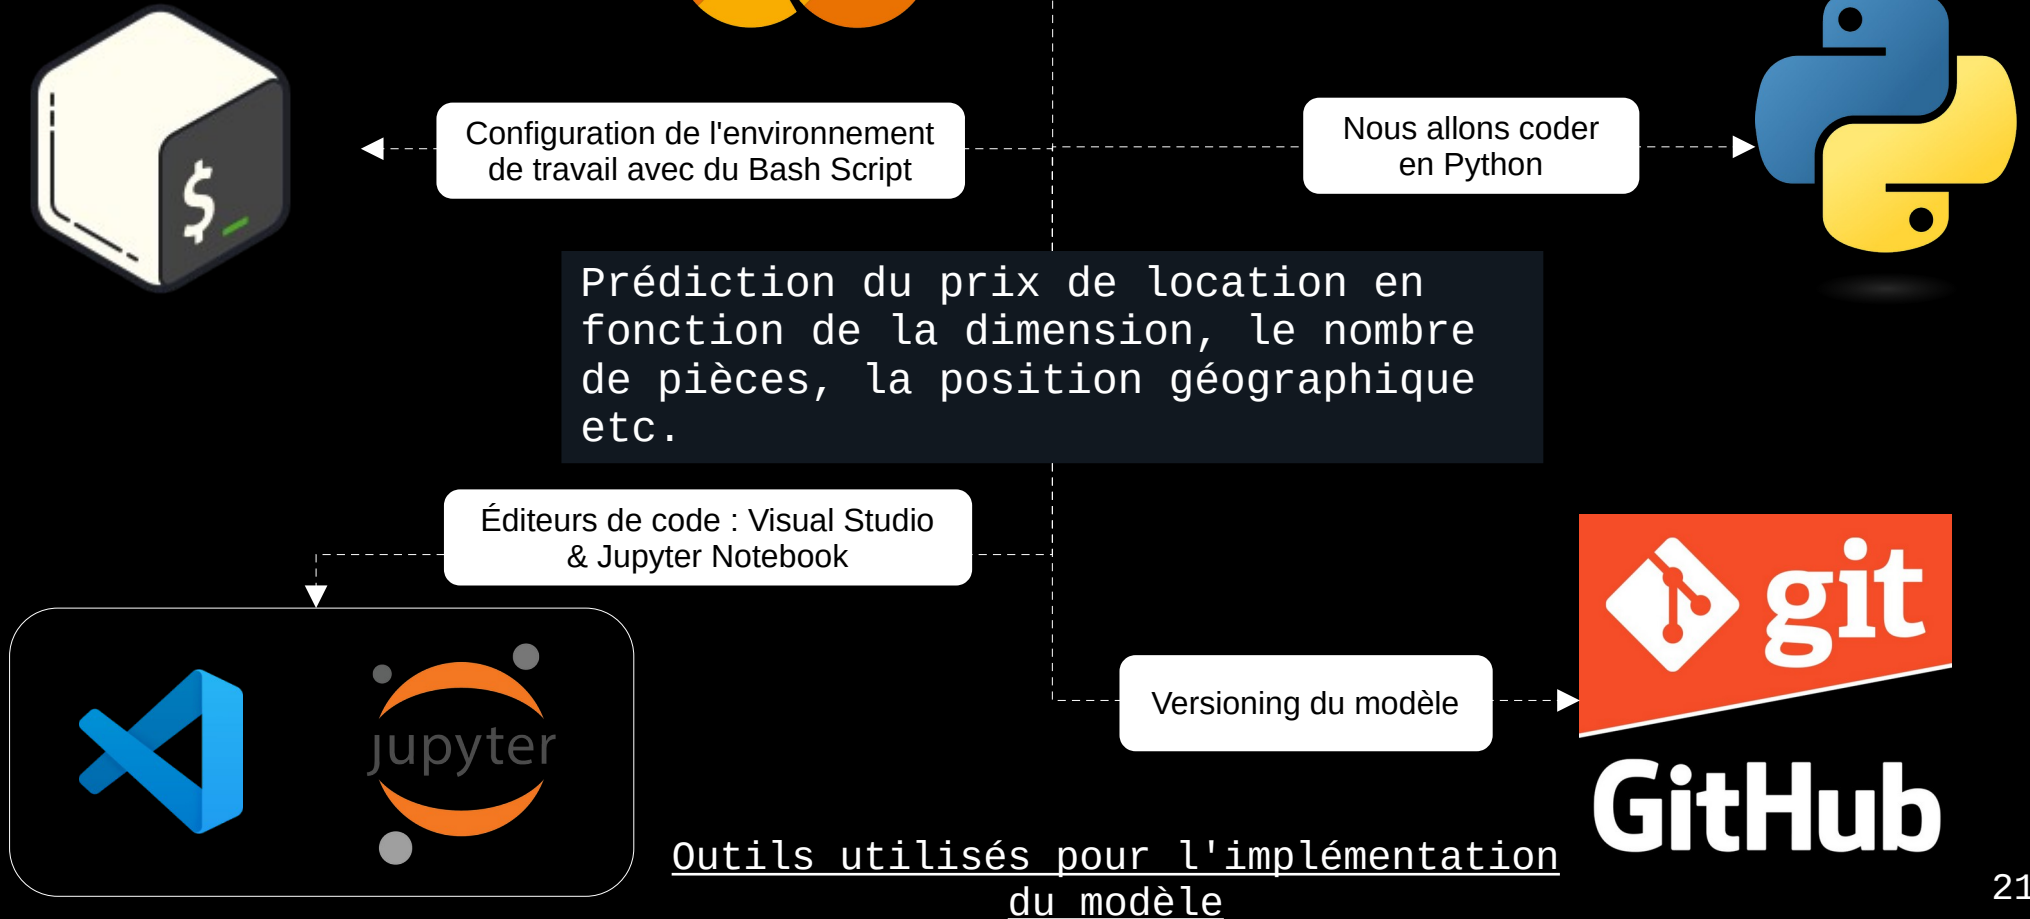 Configuration de l'environnement
de travail avec du Bash Script
Nous allons coder
en Python
$_
Prédiction du prix de location en
fonction de la dimension, le nombre
de pièces, la position géographique
etc.
Éditeurs de code : Visual Studio
& Jupyter Notebook
git
jupyter
Versioning du modèle
GitHub
Outils utilisés pour l'implémentation
du modèle
21